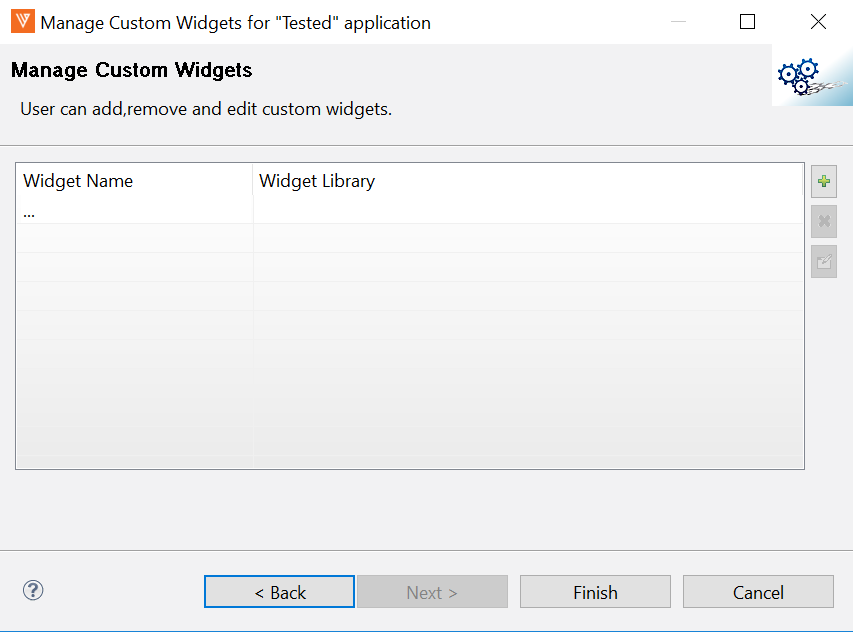 Manage Custom Widgets for "Tested" application
Manage Custom Widgets
User can add,remove and edit custom widgets.
Widget Name Widget Library
...
< Back Next > Finish Cancel